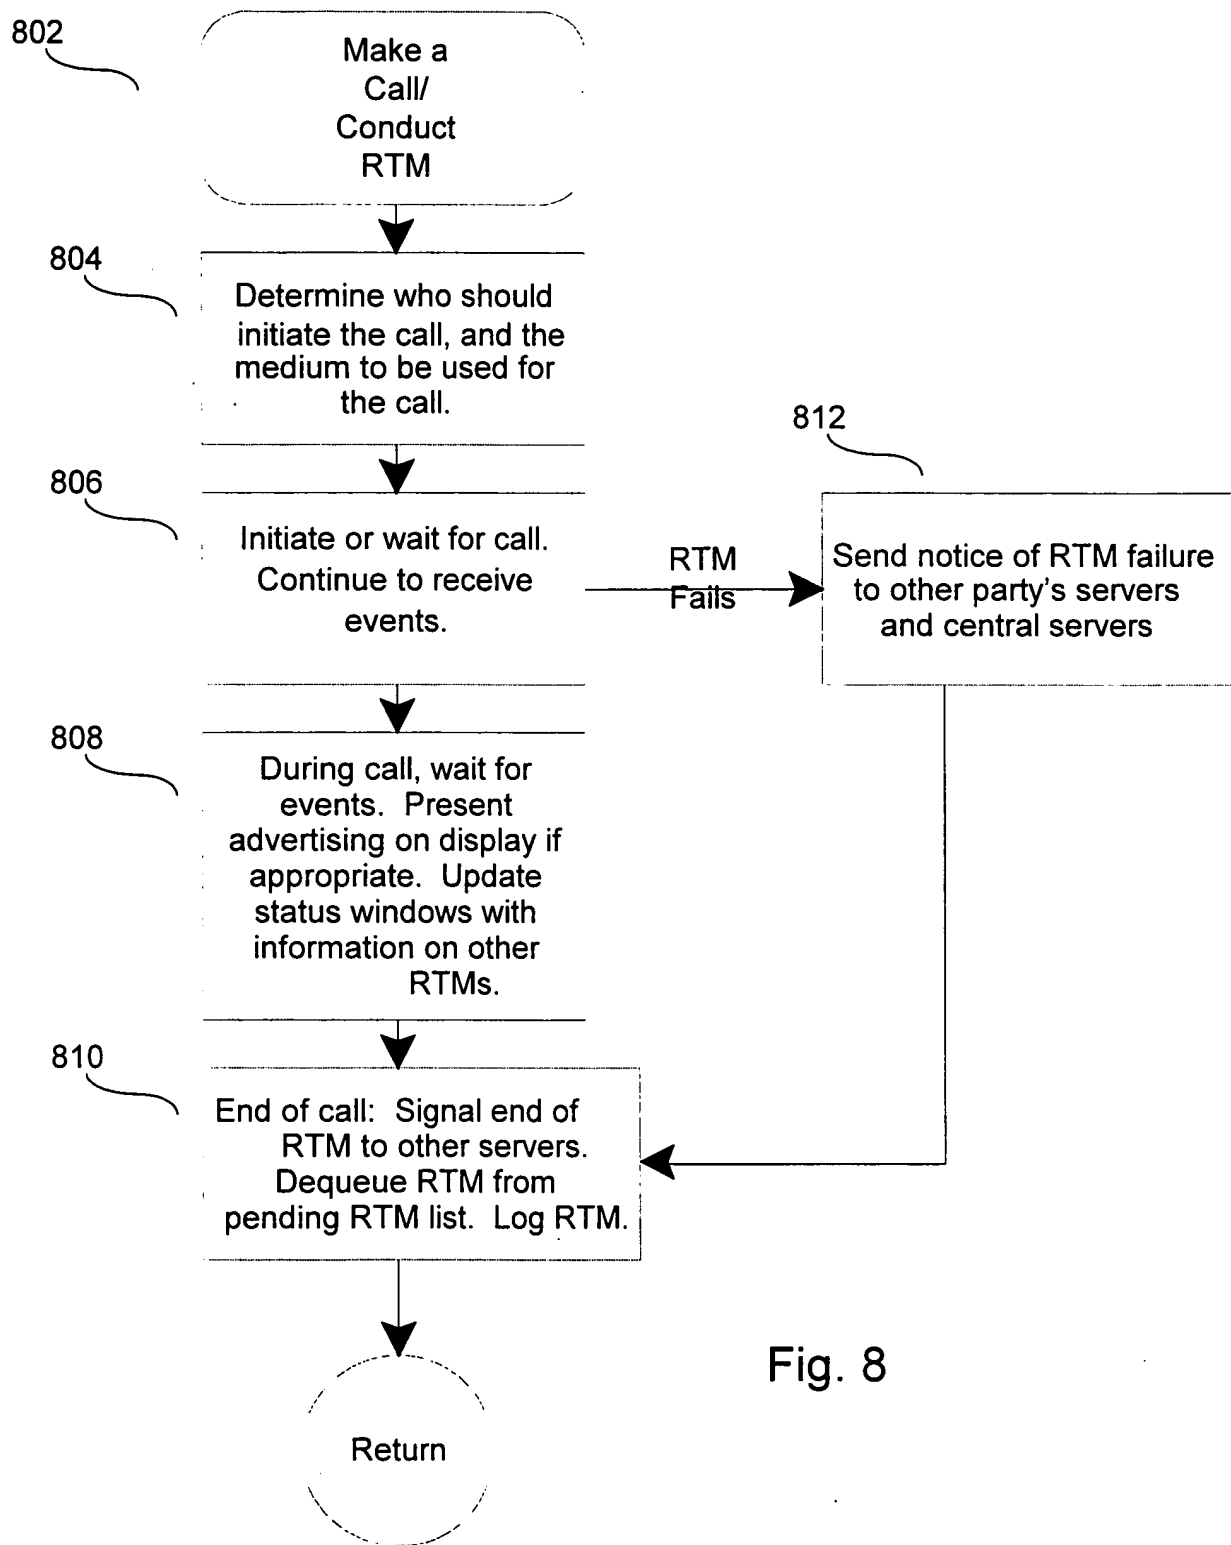 802
Make a
Call/
Conduct
RTM
804
Determine who should
initiate the call, and the
medium to be used for
the call.
806
Initiate or wait for call.
Continue to receive
events.
RTM
Fails
812
Send notice of RTM failure
to other party's servers
and central servers
808
During call, wait for
events. Present
advertising on display if
appropriate. Update
status windows with
information on other
RTMs.
810
End of call: Signal end of
RTM to other servers.
Dequeue RTM from
pending RTM list. Log RTM.
Return
Fig. 8